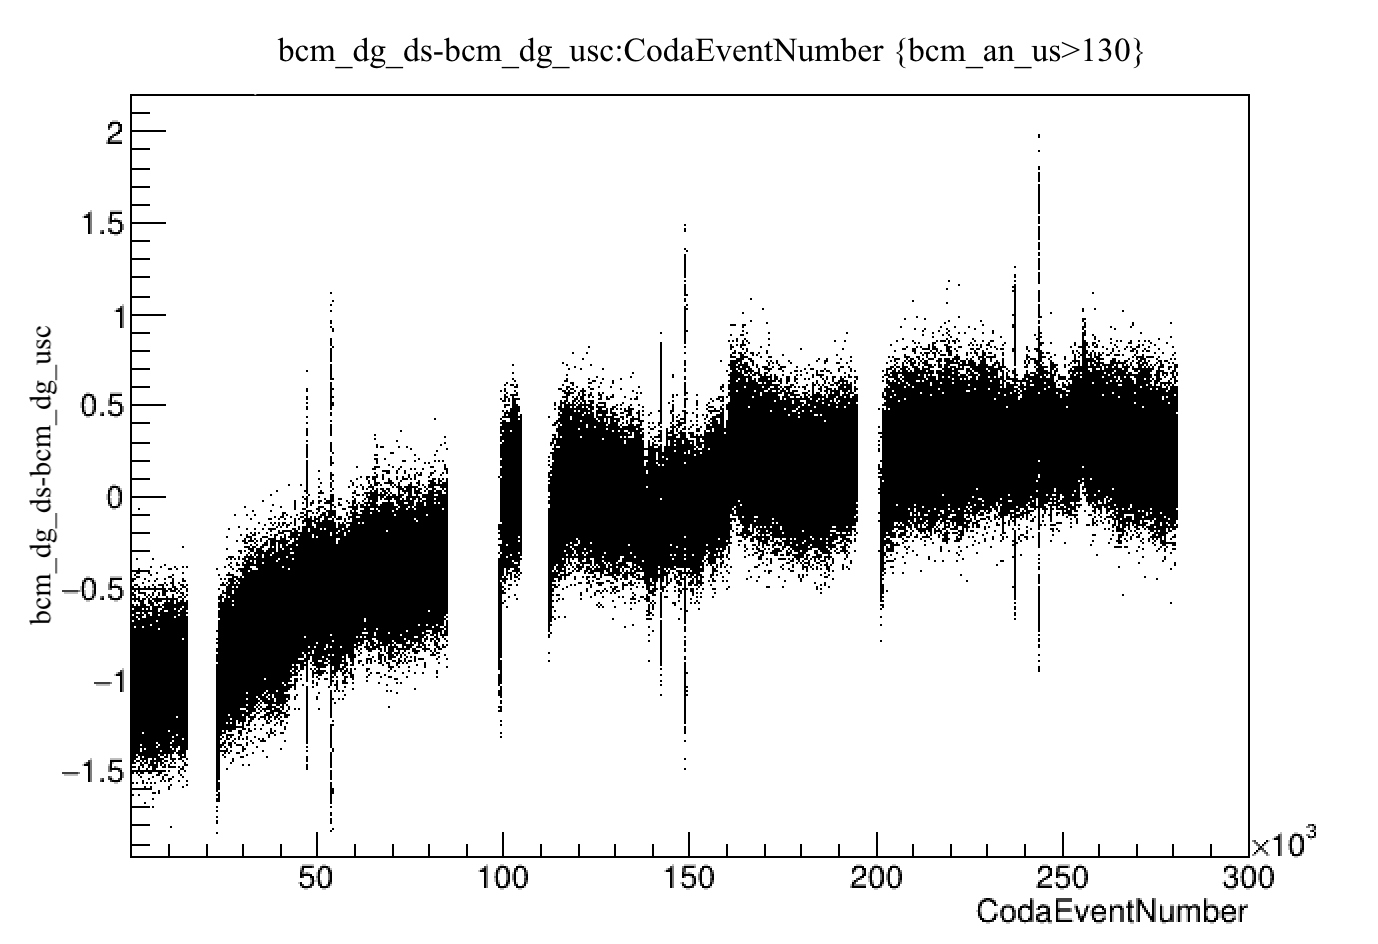 bcm_dg_ds-bcm_dg_usc:CodaEventNumber {bcm_an_us>130}
bcm_dg_ds-bcm_dg_usc
2
1.5
1
0.5
0
−0.5
−1
−1.5
50 100 150 200 250 300
×10³
CodaEventNumber